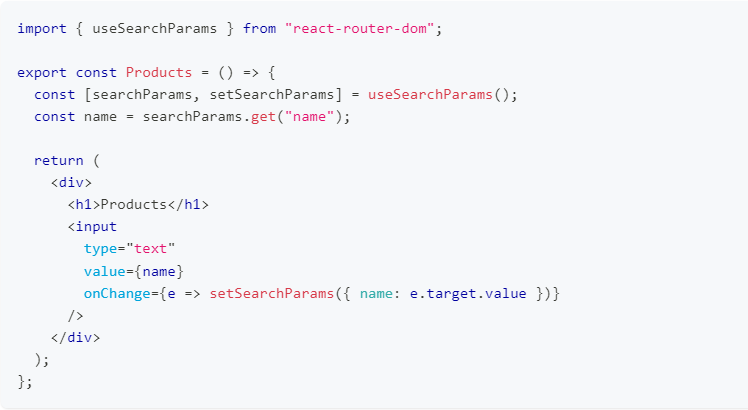 import { useSearchParams } from "react-router-dom";

export const Products = () => {
  const [searchParams, setSearchParams] = useSearchParams();
  const name = searchParams.get("name");

  return (
    <div>
      <h1>Products</h1>
      <input
        type="text"
        value={name}
        onChange={e => setSearchParams({ name: e.target.value })}
      />
    </div>
  );
};